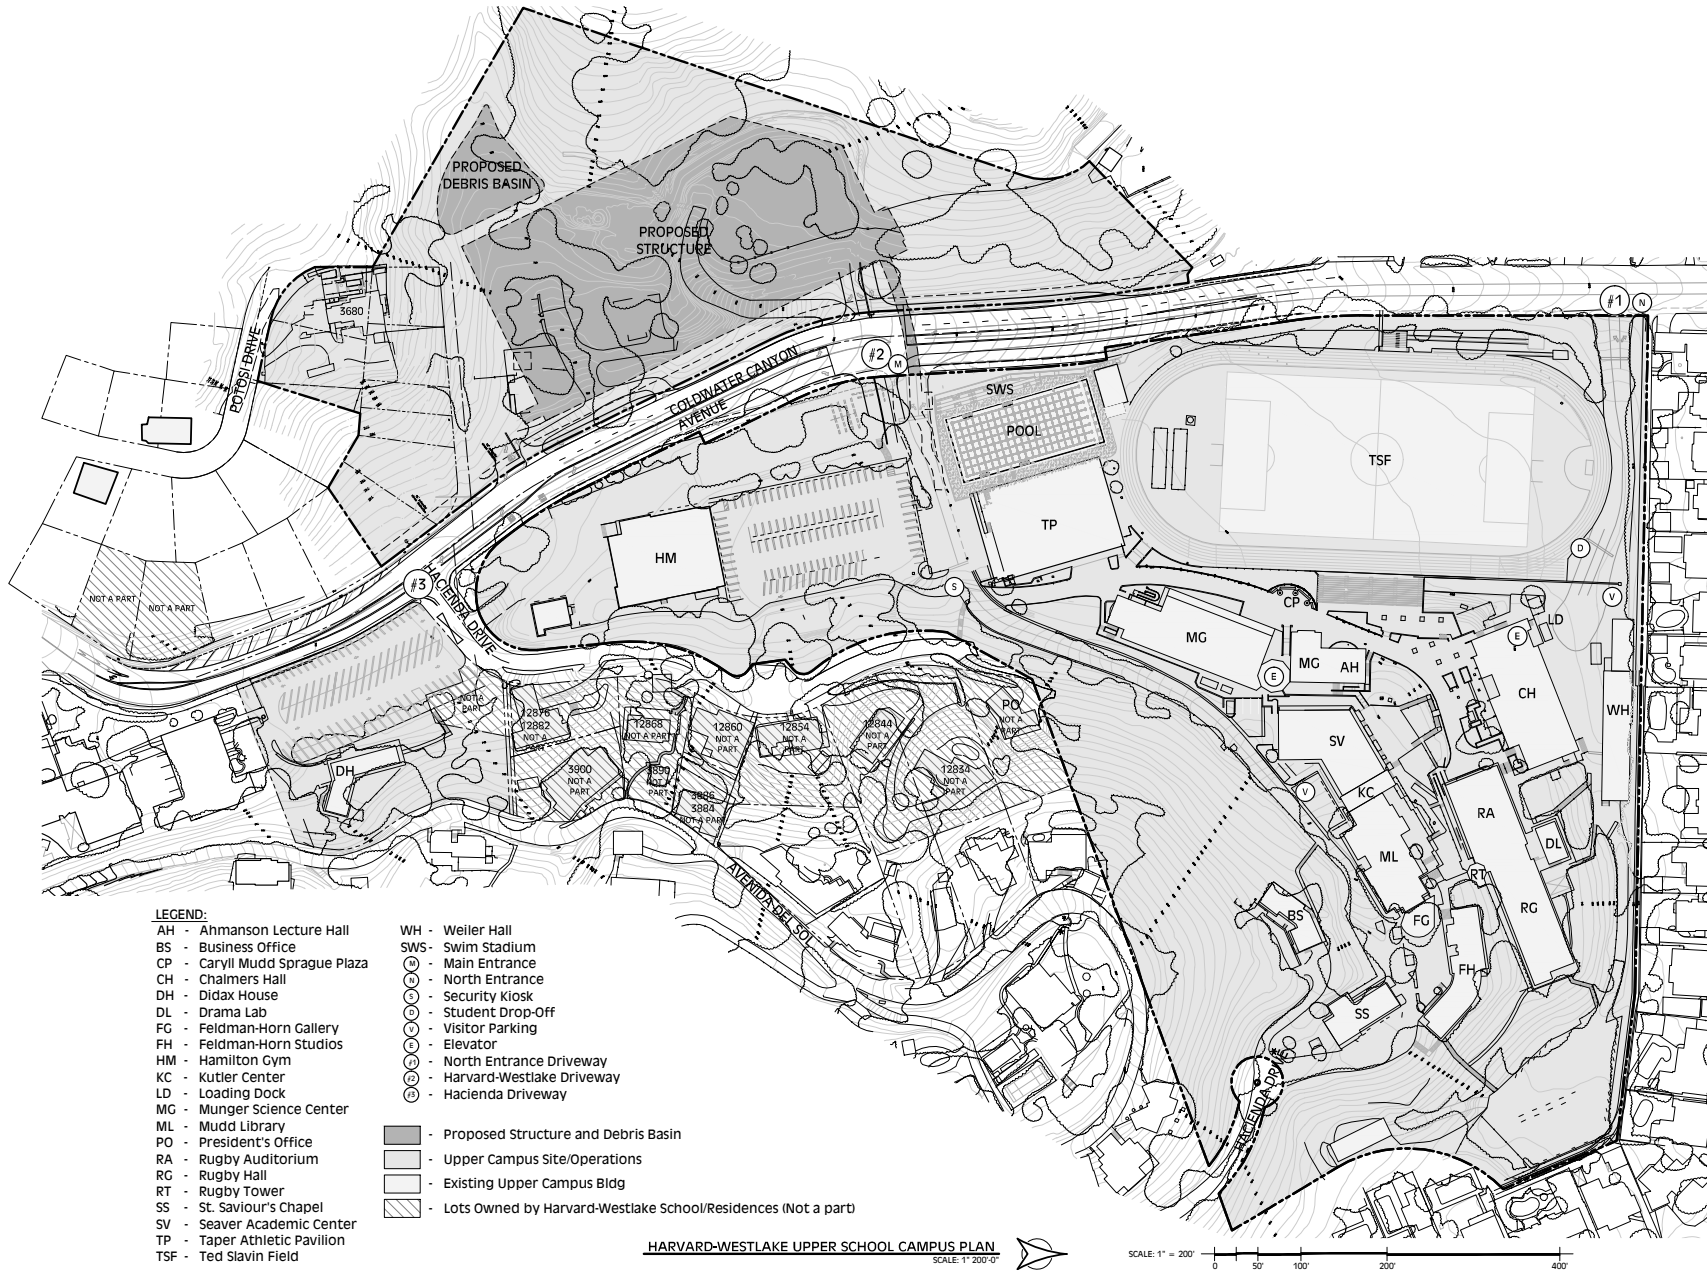 PROPOSED
DEBRIS BASIN
PROPOSED
STRUCTURE
3680
POTOSI DRIVE
COLDWATER CANYON
AVENUE
#1
N
#2
M
SWS
POOL
TSF
TP
HM
#3
HACIENDA DRIVE
NOT A PART
NOT A PART
S
D
V
CP
LD
E
MG
MG
AH
E
CH
WH
SV
KC
V
RA
DL
ML
RT
RG
FG
BS
FH
SS
DH
NOT A
PART
12876
12882
NOT A
PART
12868
NOT A PART
12860
NOT A
PART
12854
NOT A
PART
12844
NOT A
PART
PO
NOT A
PART
3900
NOT A
PART
3890
NOT A
PART
3886
3884
NOT A PART
12834
NOT A
PART
AVENIDA DEL SOL
HACIENDA DRIVE
LEGEND:
AH - Ahmanson Lecture Hall
BS - Business Office
CP - Caryll Mudd Sprague Plaza
CH - Chalmers Hall
DH - Didax House
DL - Drama Lab
FG - Feldman-Horn Gallery
FH - Feldman-Horn Studios
HM - Hamilton Gym
KC - Kutler Center
LD - Loading Dock
MG - Munger Science Center
ML - Mudd Library
PO - President's Office
RA - Rugby Auditorium
RG - Rugby Hall
RT - Rugby Tower
SS - St. Saviour's Chapel
SV - Seaver Academic Center
TP - Taper Athletic Pavilion
TSF - Ted Slavin Field
WH - Weiler Hall
SWS - Swim Stadium
M - Main Entrance
N - North Entrance
S - Security Kiosk
D - Student Drop-Off
V - Visitor Parking
E - Elevator
#1 - North Entrance Driveway
#2 - Harvard-Westlake Driveway
#3 - Hacienda Driveway
- Proposed Structure and Debris Basin
- Upper Campus Site/Operations
- Existing Upper Campus Bldg
- Lots Owned by Harvard-Westlake School/Residences (Not a part)
HARVARD-WESTLAKE UPPER SCHOOL CAMPUS PLAN
SCALE: 1" 200'-0"
SCALE: 1" = 200'
0 50' 100' 200' 400'